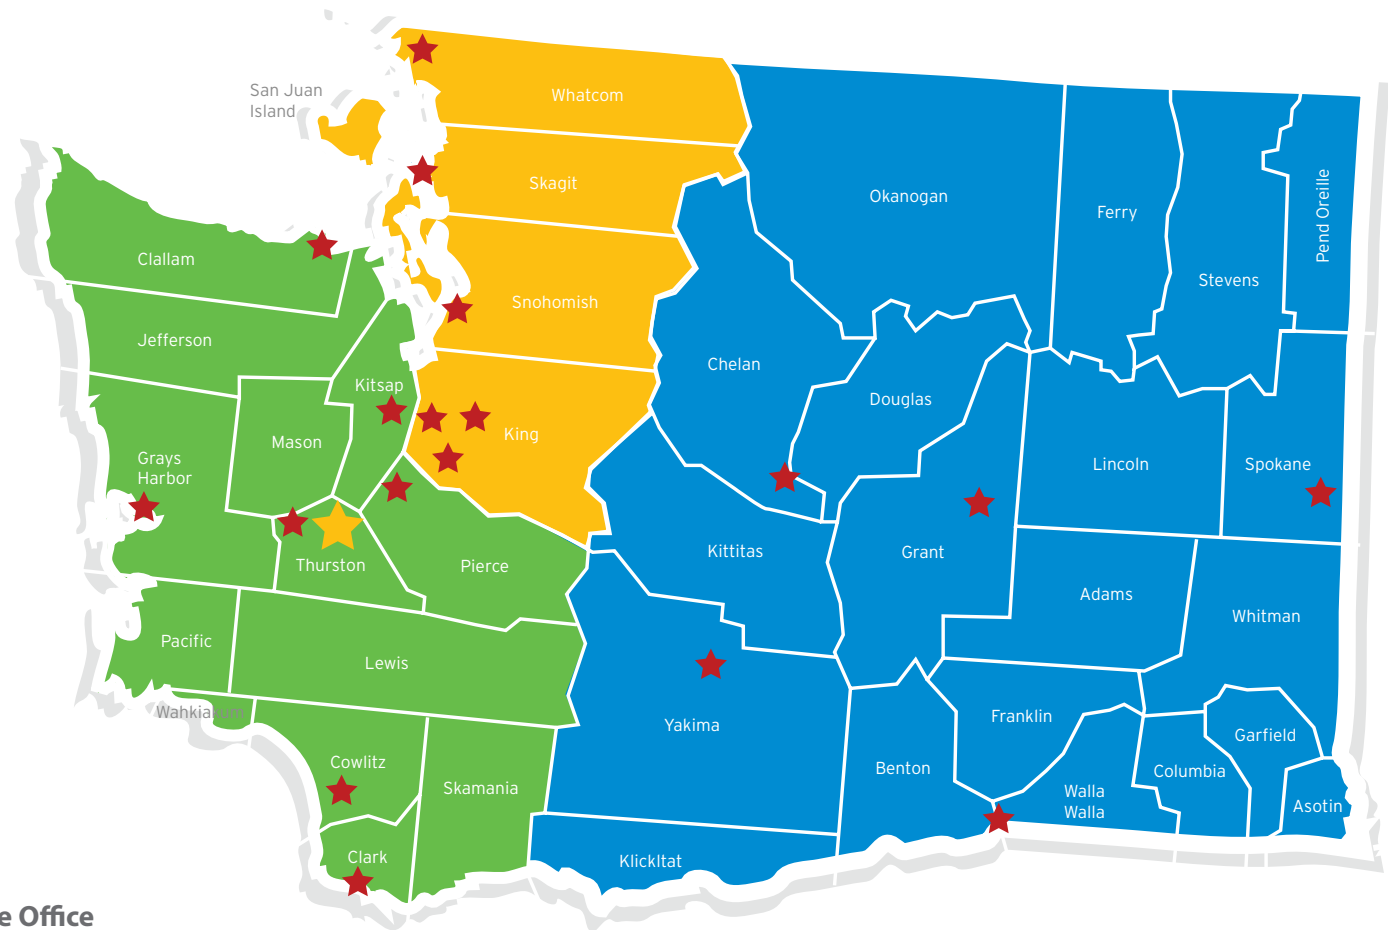 San Juan
Island
Whatcom
Skagit
Okanogan
Ferry
Pend Oreille
Clallam
Stevens
Snohomish
Jefferson
Chelan
Kitsap
Douglas
King
Mason
Grays
Harbor
Lincoln
Spokane
Kittitas
Grant
Thurston
Pierce
Adams
Whitman
Pacific
Lewis
Wahkiakum
Yakima
Franklin
Garfield
Cowlitz
Benton
Columbia
Skamania
Walla
Walla
Asotin
Clark
KlickItat
e Office